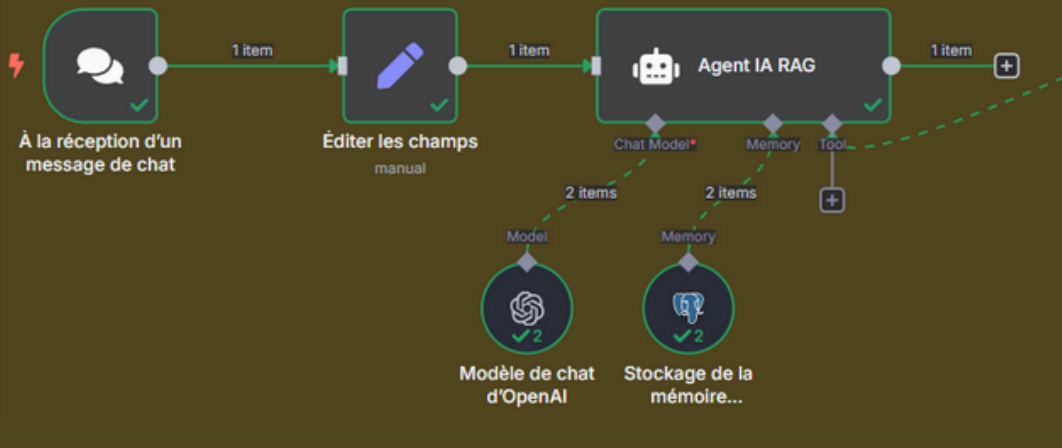 1 item
1 item
Agent IA RAG
1 item
À la réception d'un
message de chat
Éditer les champs
manual
Chat Model*
Memory
Tool
2 items
2 items
Model
Memory
2
2
Modèle de chat
d'OpenAI
Stockage de la
mémoire...